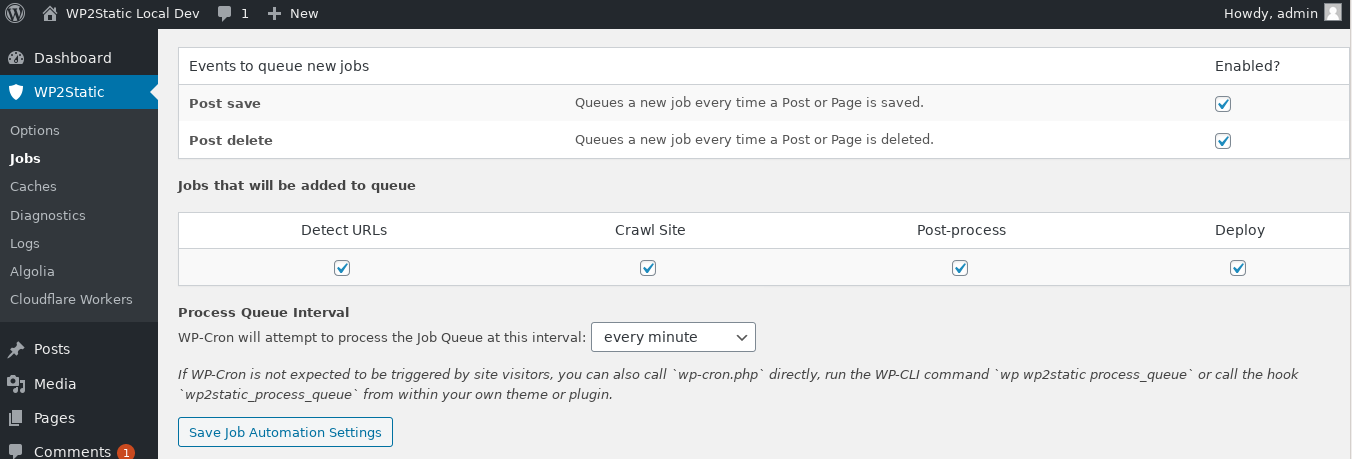 WP2Static Local Dev 1 New Howdy, admin
Dashboard
WP2Static
Options
Jobs
Caches
Diagnostics
Logs
Algolia
Cloudflare Workers
Posts
Media
Pages
Comments 1
Events to queue new jobs Enabled?
Post save Queues a new job every time a Post or Page is saved.
Post delete Queues a new job every time a Post or Page is deleted.
Jobs that will be added to queue
Detect URLs Crawl Site Post-process Deploy
Process Queue Interval
WP-Cron will attempt to process the Job Queue at this interval: every minute
If WP-Cron is not expected to be triggered by site visitors, you can also call `wp-cron.php` directly, run the WP-CLI command `wp wp2static process_queue` or call the hook
`wp2static_process_queue` from within your own theme or plugin.
Save Job Automation Settings